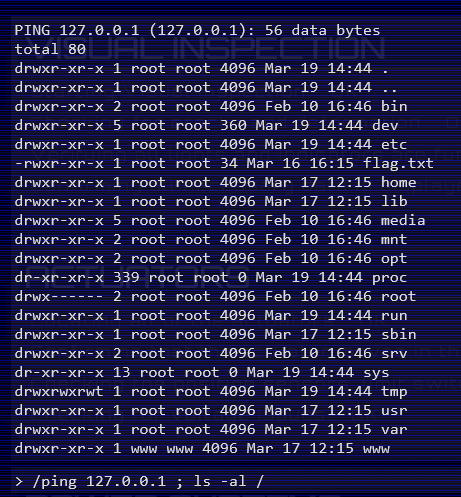 PING 127.0.0.1 (127.0.0.1): 56 data bytes
total 80
VISUAL INSPECTION
drwxr-xr-x 1 root root 4096 Mar 19 14:44 .
drwxr-xr-x 1 root root 4096 Mar 19 14:44 ..
drwxr-xr-x 2 root root 4096 Feb 10 16:46 bin
drwxr-xr-x 5 root root 360 Mar 19 14:44 dev
drwxr-xr-x 1 root root 4096 Mar 19 14:44 etc
-rwxr-xr-x 1 root root 34 Mar 16 16:15 flag.txt
drwxr-xr-x 1 root root 4096 Mar 17 12:15 home
drwxr-xr-x 1 root root 4096 Mar 17 12:15 lib
drwxr-xr-x 5 root root 4096 Feb 10 16:46 media
drwxr-xr-x 2 root root 4096 Feb 10 16:46 mnt
drwxr-xr-x 2 root root 4096 Feb 10 16:46 opt
ACTUATORS
dr-xr-xr-x 339 root root 0 Mar 19 14:44 proc
drwx------ 2 root root 4096 Feb 10 16:46 root
drwxr-xr-x 1 root root 4096 Mar 19 14:44 run
drwxr-xr-x 1 root root 4096 Mar 17 12:15 sbin
drwxr-xr-x 2 root root 4096 Feb 10 16:46 srv
dr-xr-xr-x 13 root root 0 Mar 19 14:44 sys
drwxrwxrwt 1 root root 4096 Mar 19 14:44 tmp
drwxr-xr-x 1 root root 4096 Mar 17 12:15 usr
drwxr-xr-x 1 root root 4096 Mar 17 12:15 var
drwxr-xr-x 1 www www 4096 Mar 17 12:15 www
> /ping 127.0.0.1 ; ls -al /